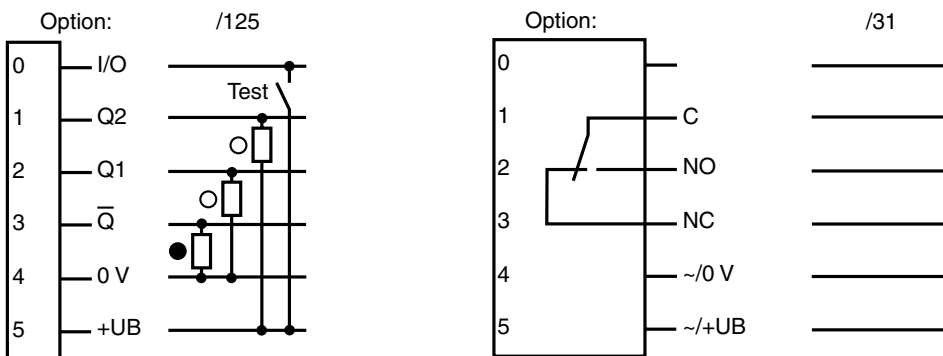 Option: /125
0 I/O
Test
1 Q2
2 Q1
3 Q̅
4 0 V
5 +UB
Option: /31
0
1 C
2 NO
3 NC
4 ~/0 V
5 ~/+UB